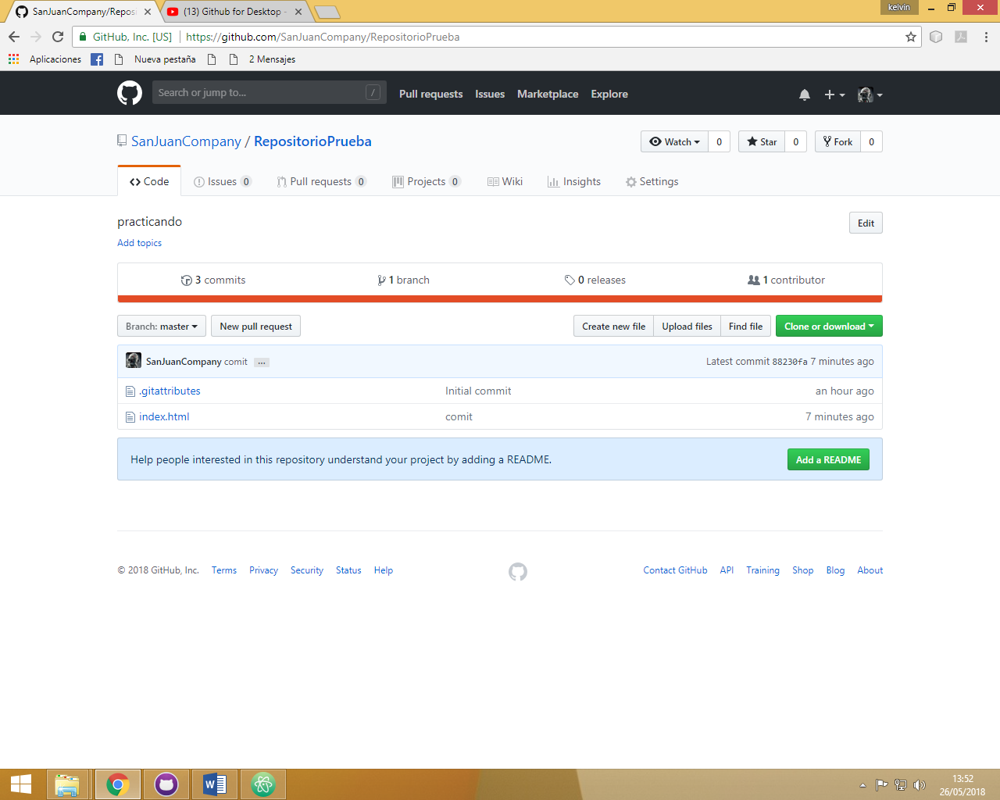 SanJuanCompany/Reposi
(13) Github for Desktop -
kelvin
GitHub, Inc. [US] https://github.com/SanJuanCompany/RepositorioPrueba
Aplicaciones Nueva pestaña 2 Mensajes
Search or jump to... / Pull requests Issues Marketplace Explore
SanJuanCompany / RepositorioPrueba
Watch 0 Star 0 Fork 0
Code Issues 0 Pull requests 0 Projects 0 Wiki Insights Settings
practicando
Edit
Add topics
3 commits 1 branch 0 releases 1 contributor
Branch: master New pull request Create new file Upload files Find file Clone or download
SanJuanCompany comit ... Latest commit 88230fa 7 minutes ago
.gitattributes Initial commit an hour ago
index.html comit 7 minutes ago
Help people interested in this repository understand your project by adding a README. Add a README
© 2018 GitHub, Inc. Terms Privacy Security Status Help Contact GitHub API Training Shop Blog About
13:52
26/05/2018